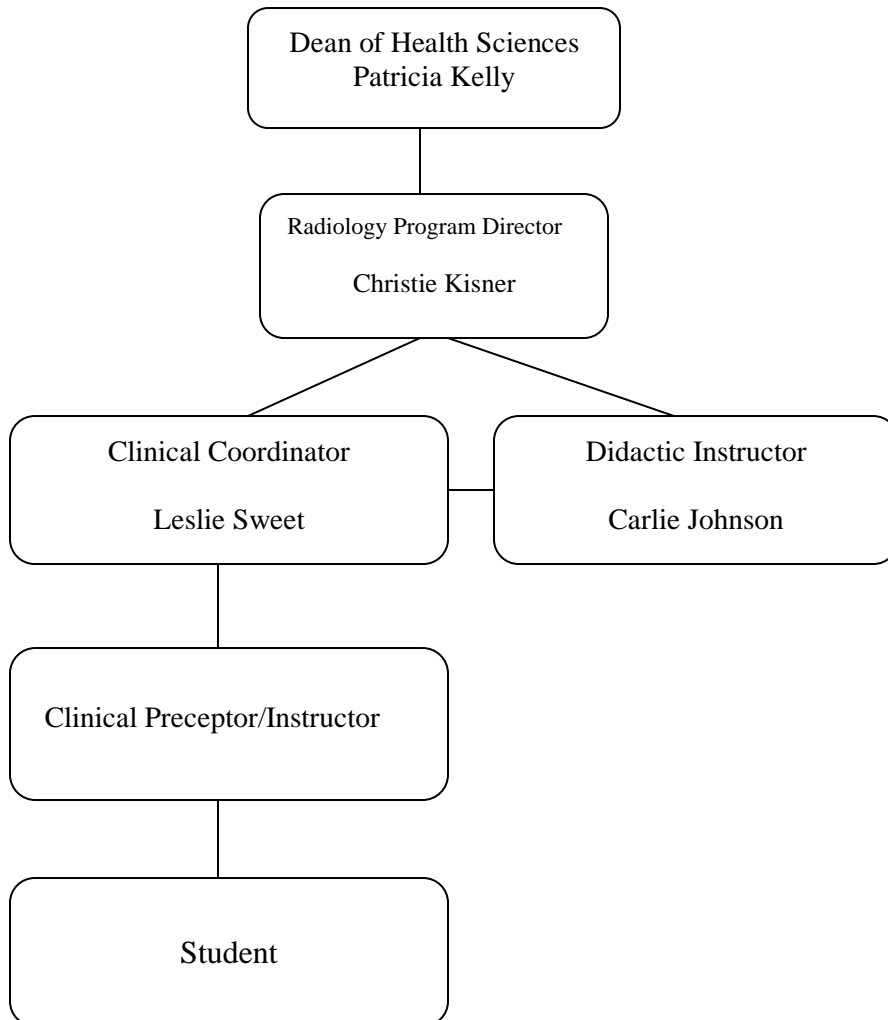 Dean of Health Sciences
Patricia Kelly
Radiology Program Director
Christie Kisner
Clinical Coordinator
Leslie Sweet
Didactic Instructor
Carlie Johnson
Clinical Preceptor/Instructor
Student